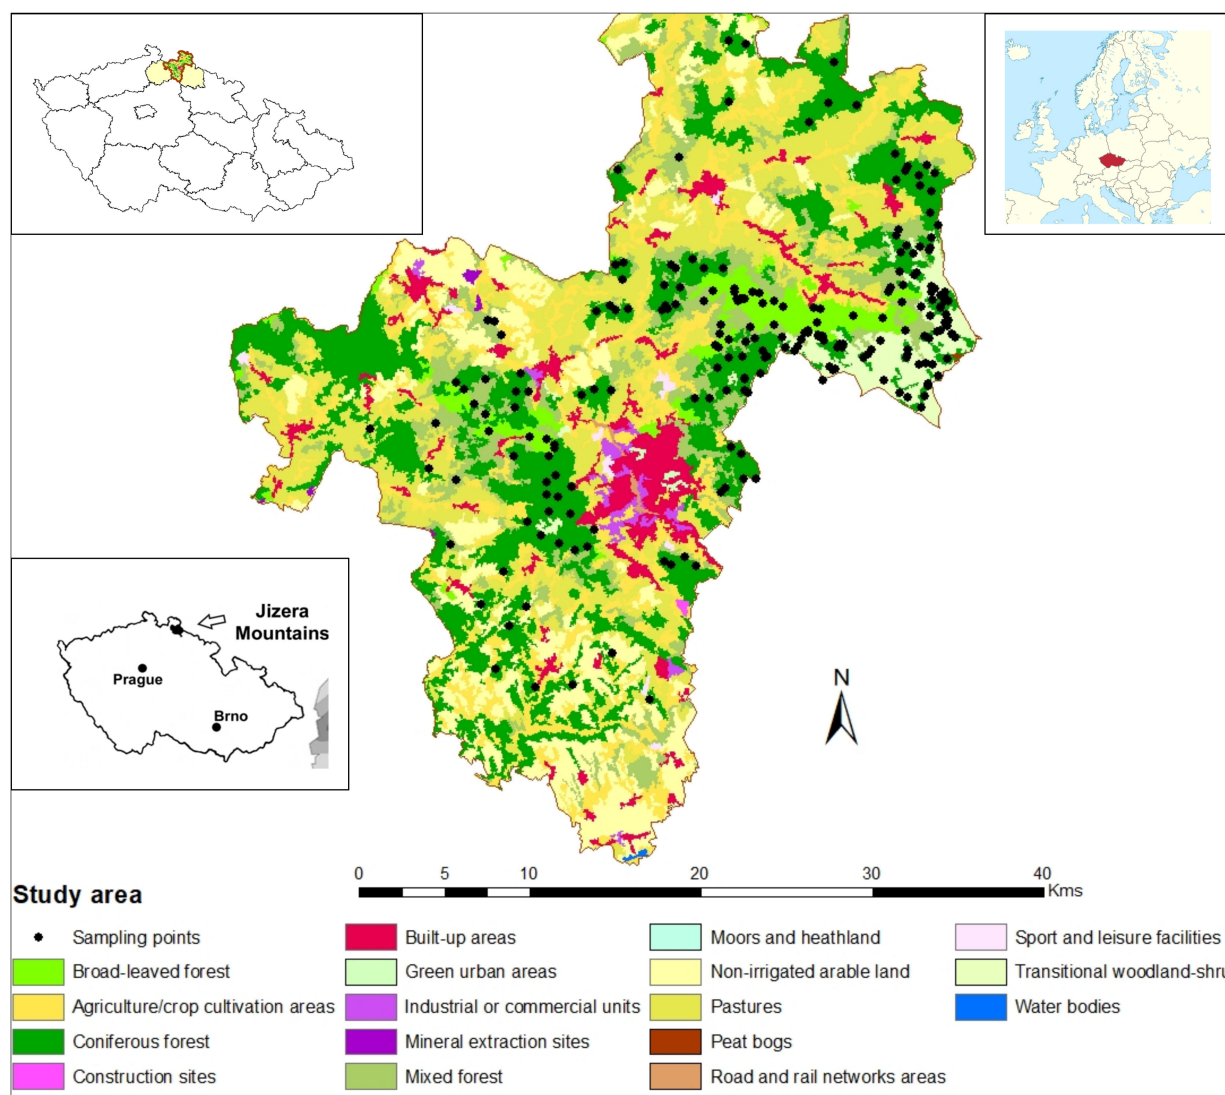 Jizera
Mountains
Prague
Brno
N
0 5 10 20 30 40
Kms
Study area
Sampling points
Broad-leaved forest
Agriculture/crop cultivation areas
Coniferous forest
Construction sites
Built-up areas
Green urban areas
Industrial or commercial units
Mineral extraction sites
Mixed forest
Moors and heathland
Non-irrigated arable land
Pastures
Peat bogs
Road and rail networks areas
Sport and leisure facilities
Transitional woodland-shru
Water bodies